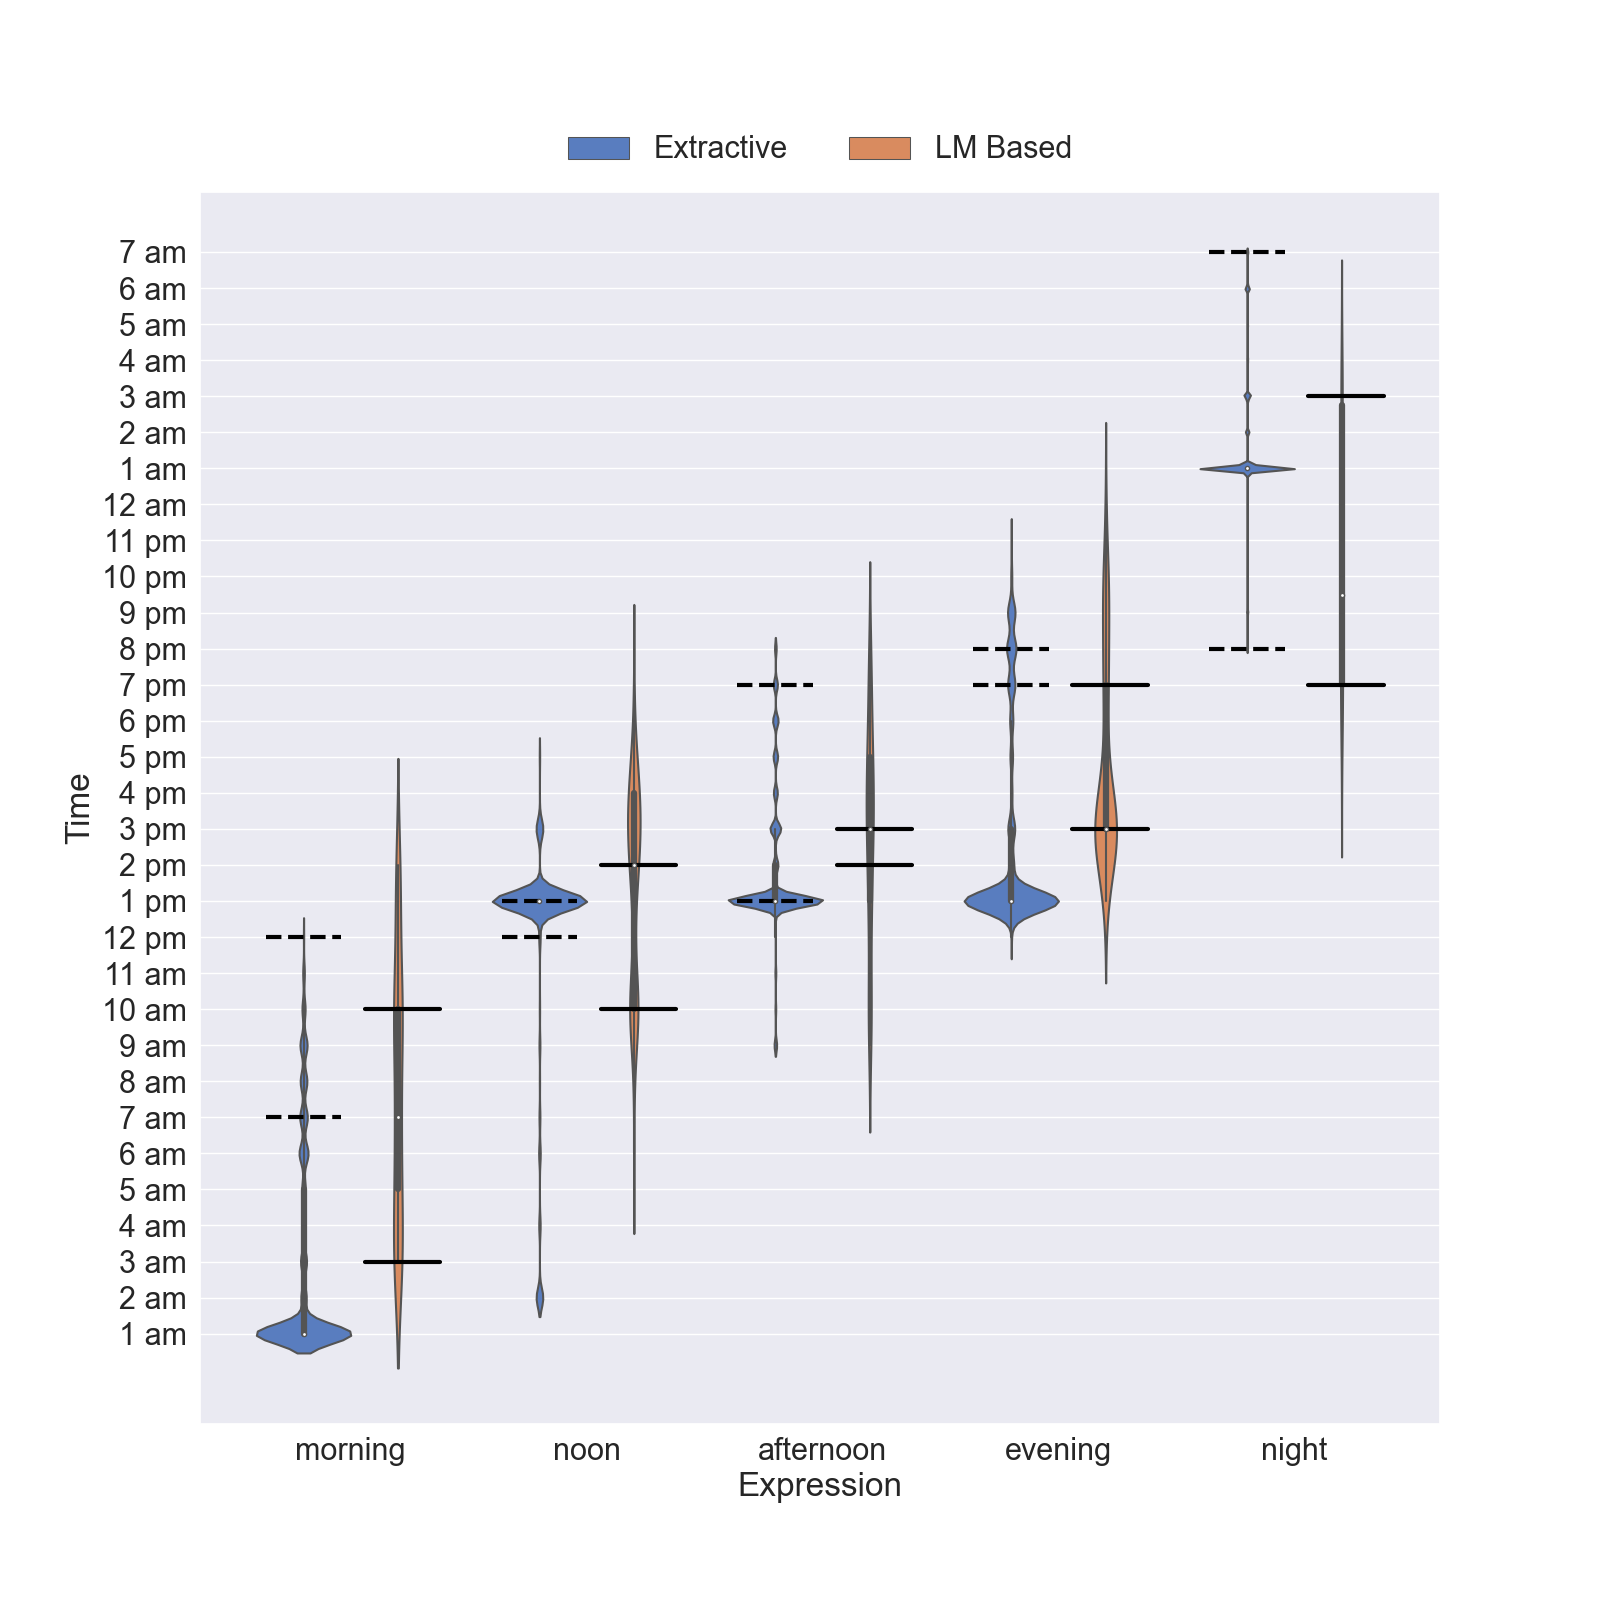 Extractive LM Based
7 am
6 am
5 am
4 am
3 am
2 am
1 am
12 am
11 pm
10 pm
9 pm
8 pm
7 pm
6 pm
5 pm
4 pm
3 pm
2 pm
1 pm
12 pm
11 am
10 am
9 am
8 am
7 am
6 am
5 am
4 am
3 am
2 am
1 am
Time
morning noon afternoon evening night
Expression